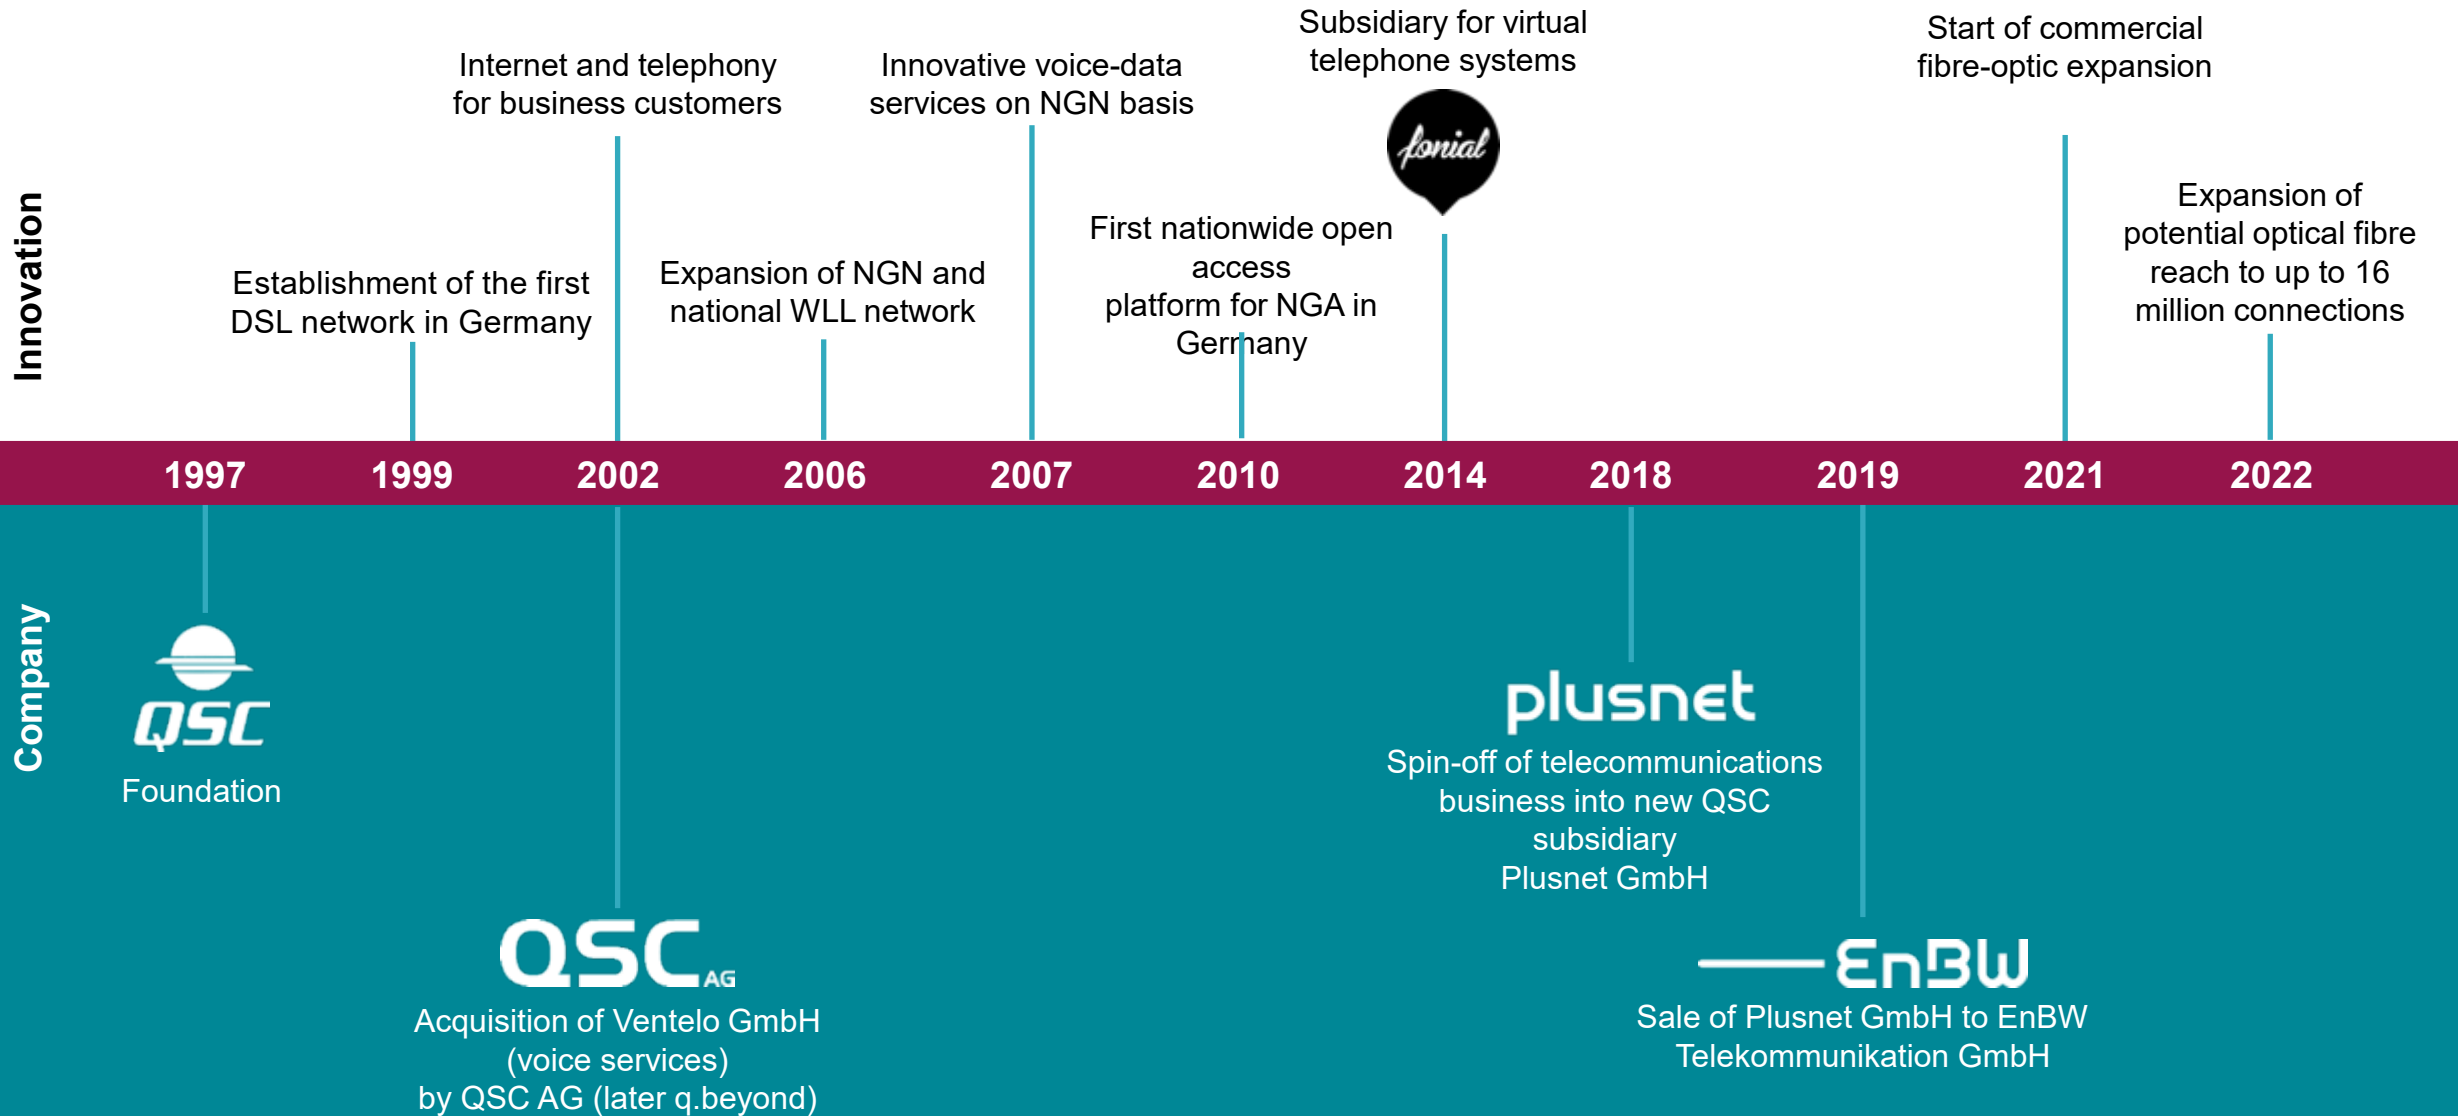 Innovation
Establishment of the first
DSL network in Germany
Internet and telephony
for business customers
Expansion of NGN and
national WLL network
Innovative voice-data
services on NGN basis
First nationwide open
access
platform for NGA in
Germany
Subsidiary for virtual
telephone systems
fonial
Start of commercial
fibre-optic expansion
Expansion of
potential optical fibre
reach to up to 16
million connections
1997 1999 2002 2006 2007 2010 2014 2018 2019 2021 2022
Company
QSC
Foundation
QSC AG
Acquisition of Ventelo GmbH
(voice services)
by QSC AG (later q.beyond)
plusnet
Spin-off of telecommunications
business into new QSC
subsidiary
Plusnet GmbH
EnBW
Sale of Plusnet GmbH to EnBW
Telekommunikation GmbH